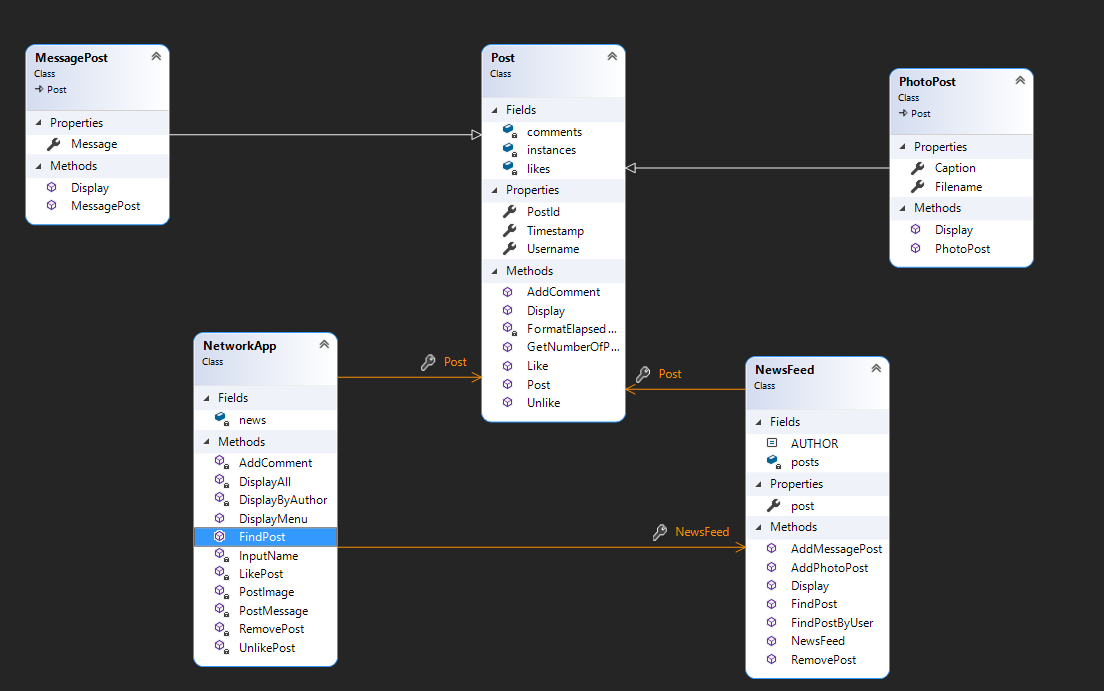 MessagePost
Class
Post
Properties
Message
Methods
Display
MessagePost
Post
Class
Fields
comments
instances
likes
Properties
PostId
Timestamp
Username
Methods
AddComment
Display
FormatElapsed...
GetNumberOfP...
Like
Post
Unlike
PhotoPost
Class
Post
Properties
Caption
Filename
Methods
Display
PhotoPost
NetworkApp
Class
Fields
news
Methods
AddComment
DisplayAll
DisplayByAuthor
DisplayMenu
FindPost
InputName
LikePost
PostImage
PostMessage
RemovePost
UnlikePost
Post
Post
NewsFeed
NewsFeed
Class
Fields
AUTHOR
posts
Properties
post
Methods
AddMessagePost
AddPhotoPost
Display
FindPost
FindPostByUser
NewsFeed
RemovePost